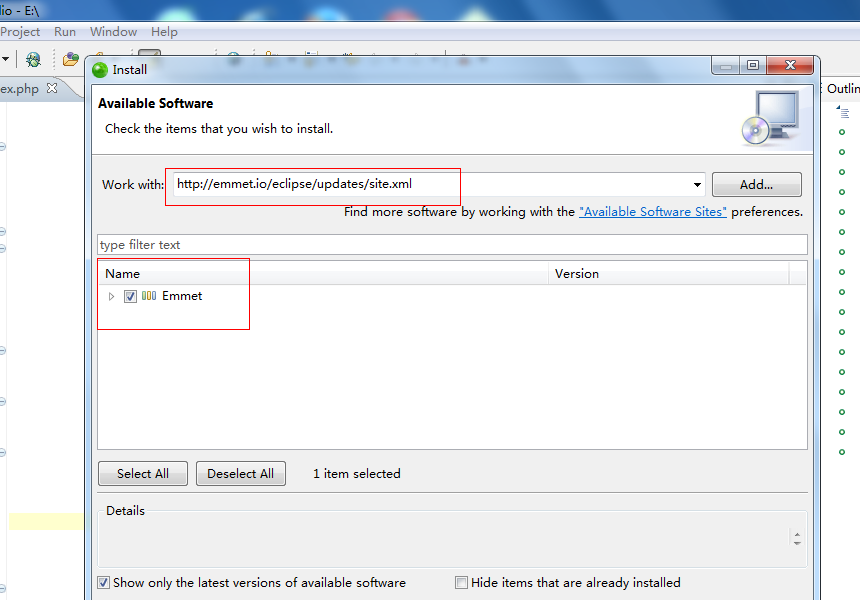 dio - E:\
Project Run Window Help
ex.php
Install
Outlin
Available Software
Check the items that you wish to install.
Work with: http://emmet.io/eclipse/updates/site.xml Add...
Find more software by working with the "Available Software Sites" preferences.
type filter text
Name Version
Emmet
Select All Deselect All 1 item selected
Details
Show only the latest versions of available software Hide items that are already installed